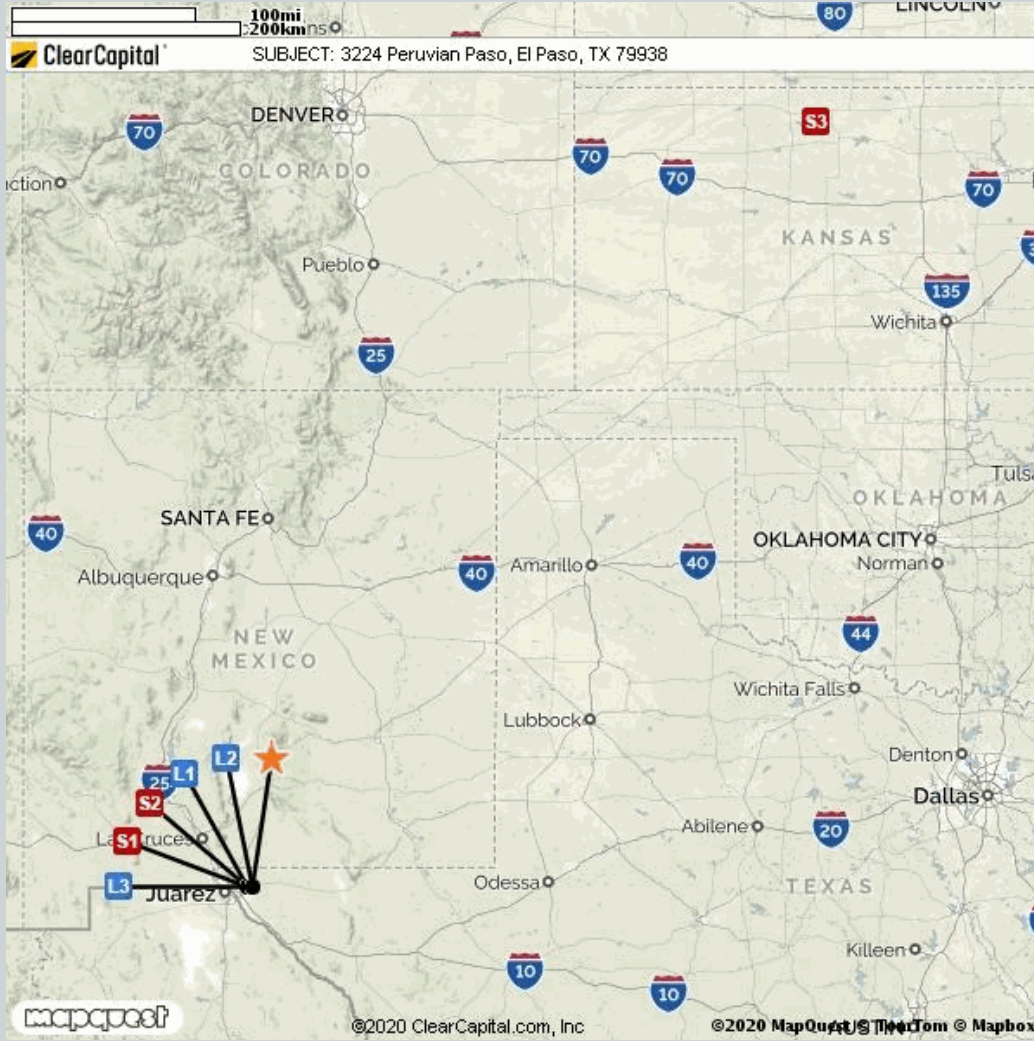 100mi
200km
80
LINCOLN
ClearCapital
SUBJECT: 3224 Peruvian Paso, El Paso, TX 79938
DENVER
70
S3
70
70
70
COLORADO
ction
KANSAS
Pueblo
135
Wichita
25
Tulsa
OKLAHOMA
SANTA FE
40
OKLAHOMA CITY
Albuquerque
40
Amarillo
40
Norman
44
NEW
MEXICO
Wichita Falls
Lubbock
L2
Denton
25
L1
Dallas
S2
Abilene
20
S1
Las Cruces
L3
Juárez
Odessa
TEXAS
Killeen
10
10
mapquest
©2020 ClearCapital.com, Inc
©2020 MapQuest © TomTom © Mapbox
AUSTIN